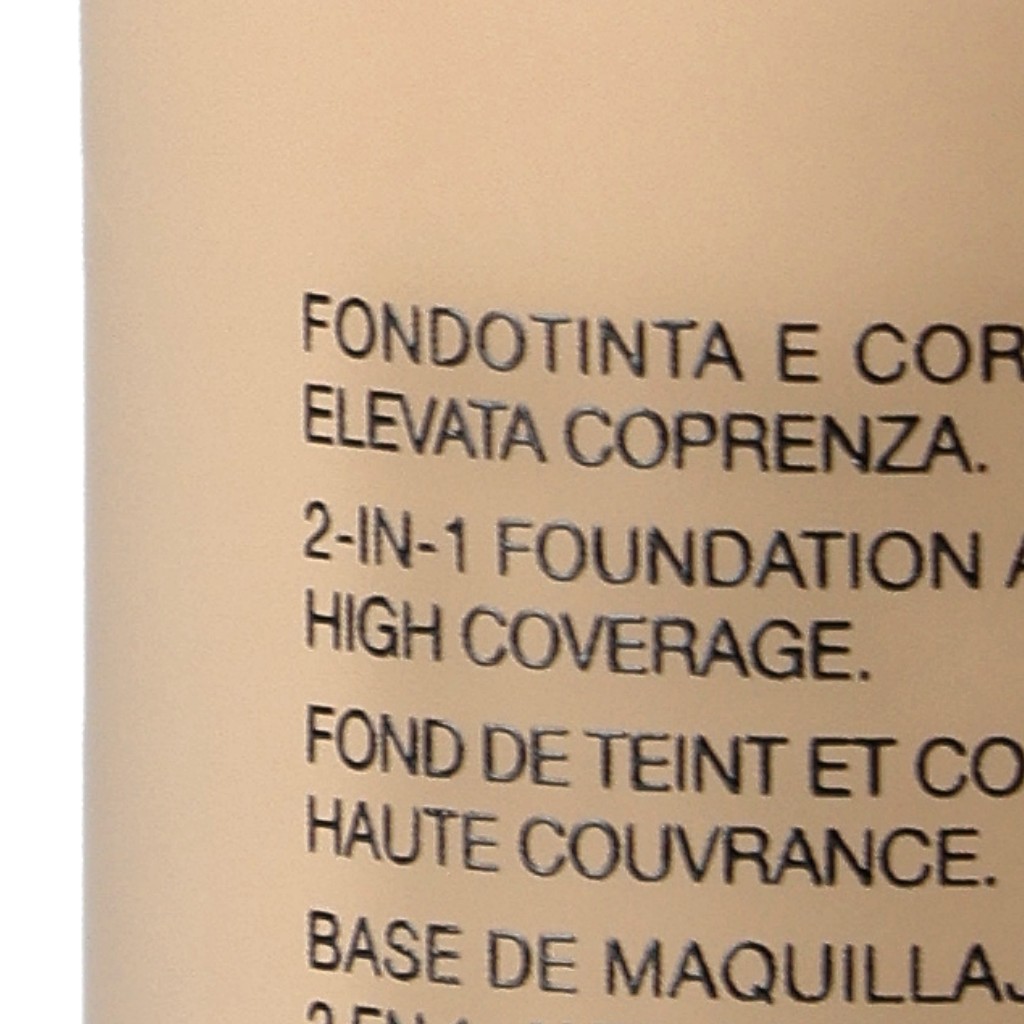 FONDOTINTA E COR
ELEVATA COPRENZA.
2-IN-1 FOUNDATION A
HIGH COVERAGE.
FOND DE TEINT ET CO
HAUTE COUVRANCE.
BASE DE MAQUILLAJ